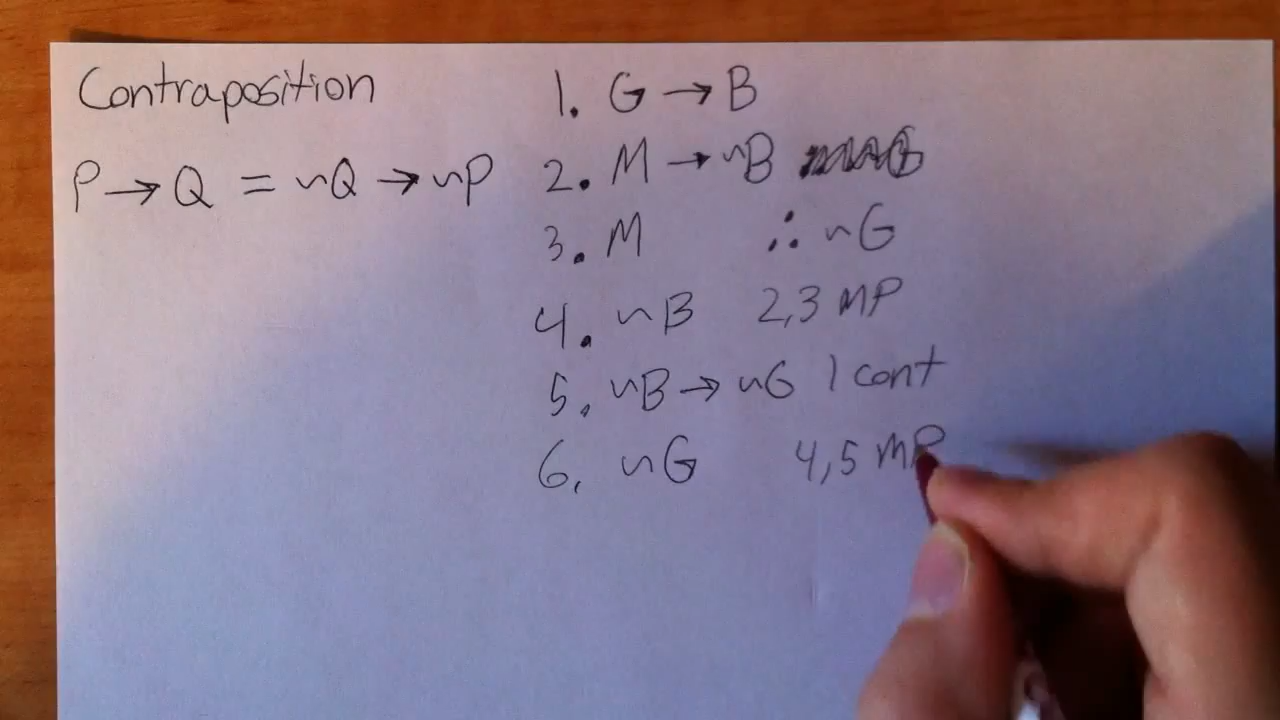 Contraposition
P → Q = ~Q → ~P
1. G → B
2. M → ~B
3. M ∴ ~G
4. ~B 2,3 MP
5. ~B → ~G 1 cont
6. ~G 4,5 MP